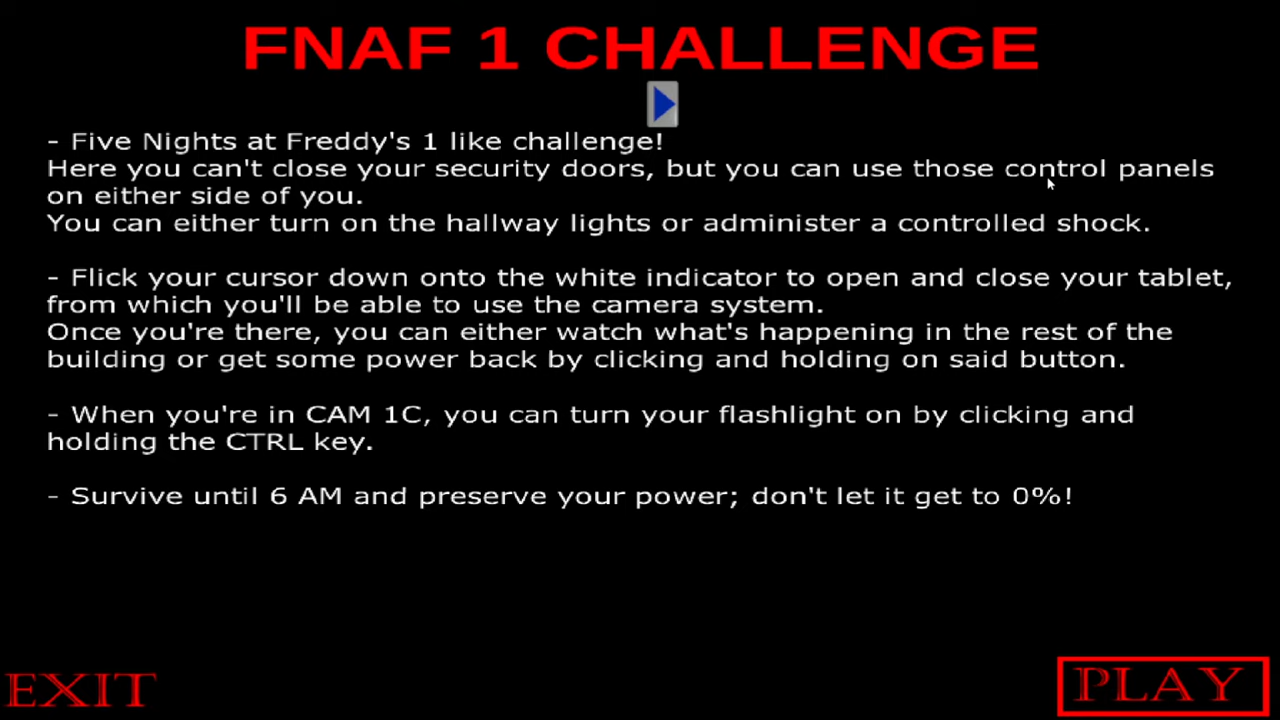 FNAF 1 CHALLENGE
- Five Nights at Freddy's 1 like challenge!
Here you can't close your security doors, but you can use those control panels
on either side of you.
You can either turn on the hallway lights or administer a controlled shock.
- Flick your cursor down onto the white indicator to open and close your tablet,
from which you'll be able to use the camera system.
Once you're there, you can either watch what's happening in the rest of the
building or get some power back by clicking and holding on said button.
- When you're in CAM 1C, you can turn your flashlight on by clicking and
holding the CTRL key.
- Survive until 6 AM and preserve your power; don't let it get to 0%!
EXIT
PLAY